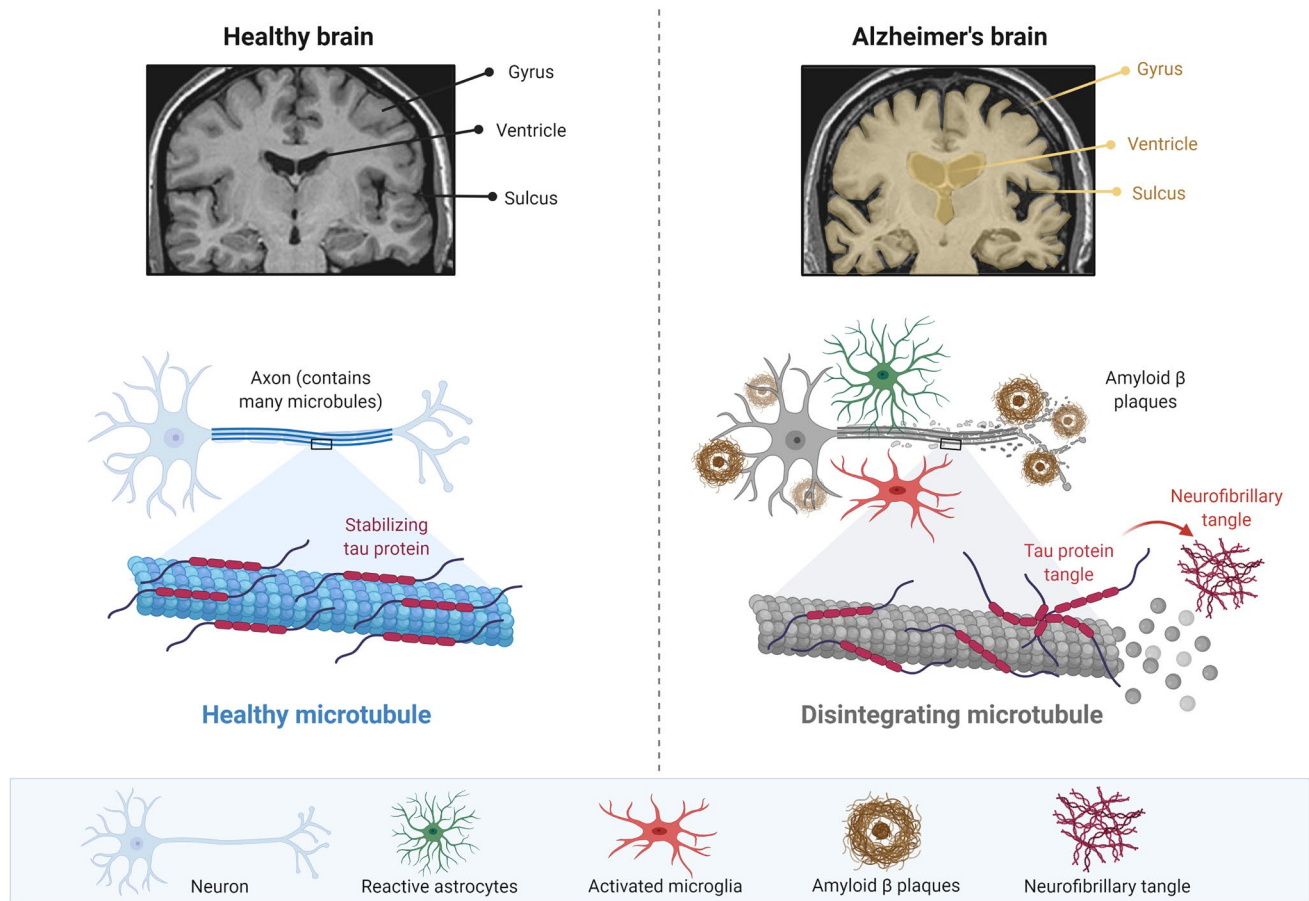 Healthy brain
Gyrus
Ventricle
Sulcus
Axon (contains
many microbules)
Stabilizing
tau protein
Healthy microtubule
Alzheimer's brain
Gyrus
Ventricle
Sulcus
Amyloid β
plaques
Neurofibrillary
tangle
Tau protein
tangle
Disintegrating microtubule
Neuron
Reactive astrocytes
Activated microglia
Amyloid β plaques
Neurofibrillary tangle